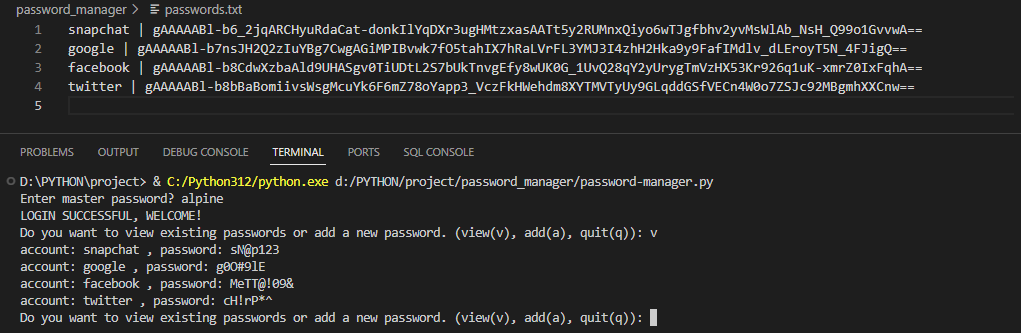 password_manager > passwords.txt
1 snapchat | gAAAAABl-b6_2jqARCHyuRdaCat-donkIlYqDXr3ugHMtzxasAATt5y2RUMnxQiyo6wTJgfbhv2yvMsWlAb_NsH_Q99o1GvvwA==
2 google | gAAAAABl-b7nsJH2Q2zIuYBg7CwgAGiMPIBvwk7fO5tahIX7hRaLVrFL3YMJ3I4zhH2Hka9y9FafIMdlv_dLEroyT5N_4FJigQ==
3 facebook | gAAAAABl-b8CdwXzbaAld9UHASgv0TiUDtL2S7bUkTnvgEfy8wUK0G_1UvQ28qY2yUrygTmVzHX53Kr926q1uK-xmrZ0IxFqhA==
4 twitter | gAAAAABl-b8bBaBomiivsWsgMcuYk6F6mZ78oYapp3_VczFkHWehdm8XYTMVTyUy9GLqddGSfVECn4W0o7ZSJc92MBgmhXXCnw==
5
PROBLEMS OUTPUT DEBUG CONSOLE TERMINAL PORTS SQL CONSOLE
D:\PYTHON\project> & C:/Python312/python.exe d:/PYTHON/project/password_manager/password-manager.py
Enter master password? alpine
LOGIN SUCCESSFUL, WELCOME!
Do you want to view existing passwords or add a new password. (view(v), add(a), quit(q)): v
account: snapchat , password: sN@p123
account: google , password: g0O#9lE
account: facebook , password: MeTT@!09&
account: twitter , password: cH!rP*^
Do you want to view existing passwords or add a new password. (view(v), add(a), quit(q)):